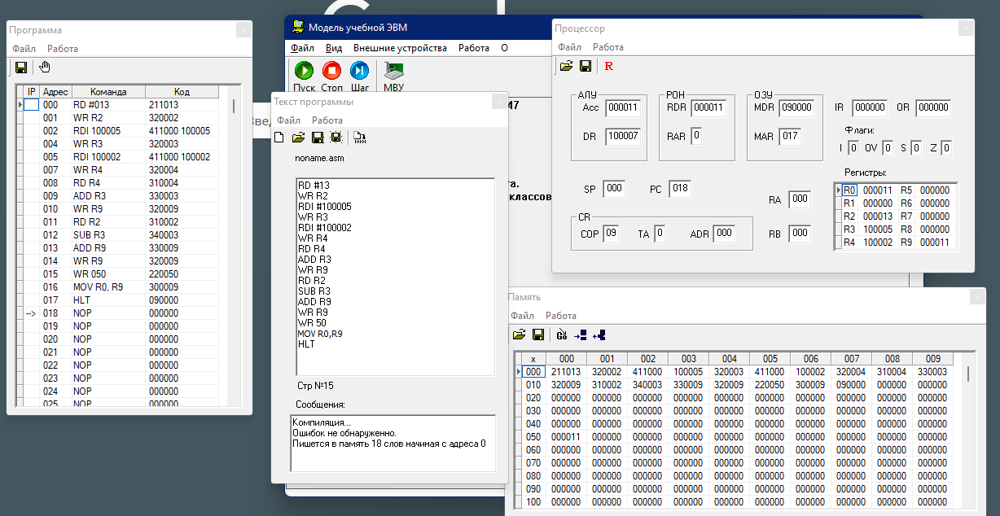 Программа
Файл Работа
IP Адрес Команда Код
000 RD #013 211013
001 WR R2 320002
002 RDI 100005 411000 100005
004 WR R3 320003
005 RDI 100002 411000 100002
007 WR R4 320004
008 RD R4 310004
009 ADD R3 330003
010 WR R9 320009
011 RD R2 310002
012 SUB R3 340003
013 ADD R9 330009
014 WR R9 320009
015 WR 050 220050
016 MOV R0, R9 300009
017 HLT 090000
--> 018 NOP 000000
019 NOP 000000
020 NOP 000000
021 NOP 000000
022 NOP 000000
023 NOP 000000
024 NOP 000000
025 NOP 000000
Модель учебной ЭВМ
Файл Вид Внешние устройства Работа О
Пуск Стоп Шаг МВУ
47
Введ
та.
классов
Текст программы
Файл Работа
noname.asm
RD #13
WR R2
RDI #100005
WR R3
RDI #100002
WR R4
RD R4
ADD R3
WR R9
RD R2
SUB R3
ADD R9
WR R9
WR 50
MOV R0,R9
HLT
Стр №15
Сообщения:
Компиляция...
Ошибок не обнаруженно.
Пишется в память 18 слов начиная с адреса 0
Процессор
Файл Работа
R
АЛУ РОН ОЗУ
Acc 000011 RDR 000011 MDR 090000 IR 000000 OR 000000
DR 100007 RAR 0 MAR 017
Флаги:
I 0 OV 0 S 0 Z 0
SP 000 PC 018 RA 000
CR
COP 09 TA 0 ADR 000 RB 000
Регистры:
R0 000011 R5 000000
R1 000000 R6 000000
R2 000013 R7 000000
R3 100005 R8 000000
R4 100002 R9 000011
Память
Файл Работа
Go
x 000 001 002 003 004 005 006 007 008 009
000 211013 320002 411000 100005 320003 411000 100002 320004 310004 330003
010 320009 310002 340003 330009 320009 220050 300009 090000 000000 000000
020 000000 000000 000000 000000 000000 000000 000000 000000 000000 000000
030 000000 000000 000000 000000 000000 000000 000000 000000 000000 000000
040 000000 000000 000000 000000 000000 000000 000000 000000 000000 000000
050 000011 000000 000000 000000 000000 000000 000000 000000 000000 000000
060 000000 000000 000000 000000 000000 000000 000000 000000 000000 000000
070 000000 000000 000000 000000 000000 000000 000000 000000 000000 000000
080 000000 000000 000000 000000 000000 000000 000000 000000 000000 000000
090 000000 000000 000000 000000 000000 000000 000000 000000 000000 000000
100 000000 000000 000000 000000 000000 000000 000000 000000 000000 000000